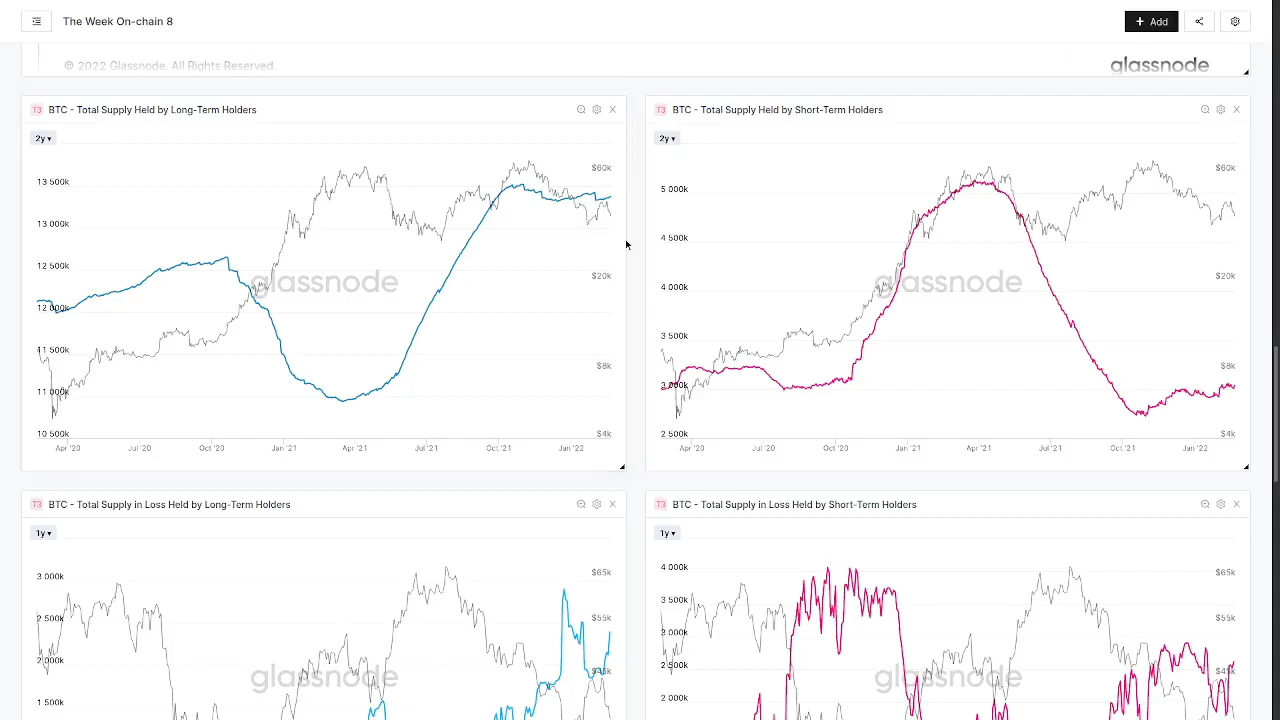 The Week On-chain 8
+ Add
© 2022 Glassnode. All Rights Reserved.
glassnode
T3 BTC - Total Supply Held by Long-Term Holders
2y
13 500k
13 000k
12 500k
12 000k
11 500k
11 000k
10 500k
$60k
$20k
$8k
$4k
glassnode
Apr '20 Jul '20 Oct '20 Jan '21 Apr '21 Jul '21 Oct '21 Jan '22
T3 BTC - Total Supply Held by Short-Term Holders
2y
5 000k
4 500k
4 000k
3 500k
2 500k
$60k
$20k
$8k
$4k
glassnode
Apr '20 Jul '20 Oct '20 Jan '21 Apr '21 Jul '21 Oct '21 Jan '22
T3 BTC - Total Supply in Loss Held by Long-Term Holders
1y
3 000k
2 500k
2 000k
1 500k
$65k
$55k
$45k
glassnode
T3 BTC - Total Supply in Loss Held by Short-Term Holders
1y
4 000k
3 500k
3 000k
2 500k
2 000k
$65k
$55k
$45k
glassnode